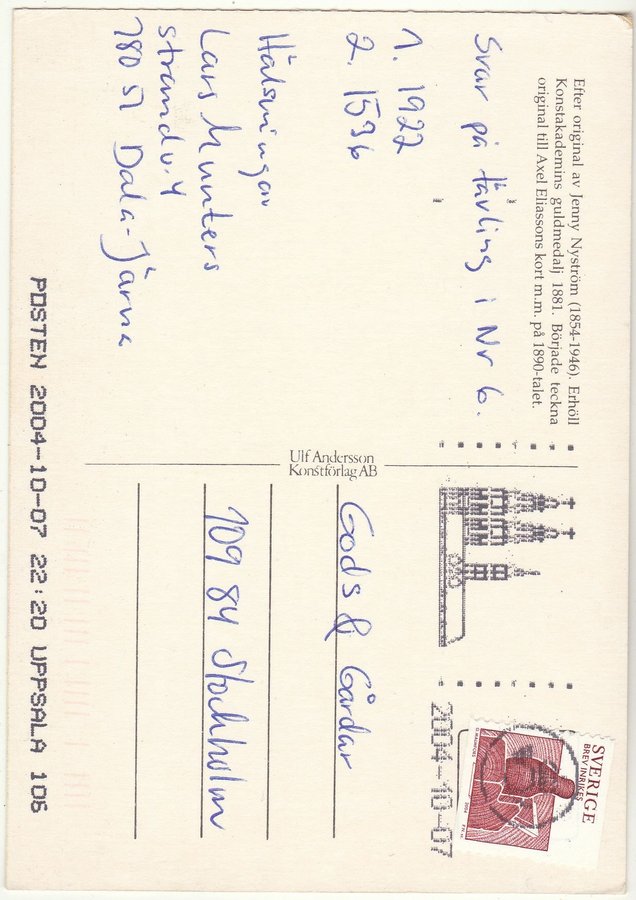 Efter original av Jenny Nyström (1854-1946). Erhöll
Konstakademins guldmedalj 1881. Började teckna
original till Axel Eliassons kort m.m. på 1890-talet.
Svar på tävling i Nr 6.
1. 1922
2. 1596
Hälsningar
Lars Munters
Strandv. 4
780 51 Dala-Järna
Ulf Andersson
Konstförlag AB
SVERIGE
BREV INRIKES
2004-10-07
Gods & Gårdar
109 84 Stockholm
POSTEN 2004-10-07 22:20 UPPSALA 106